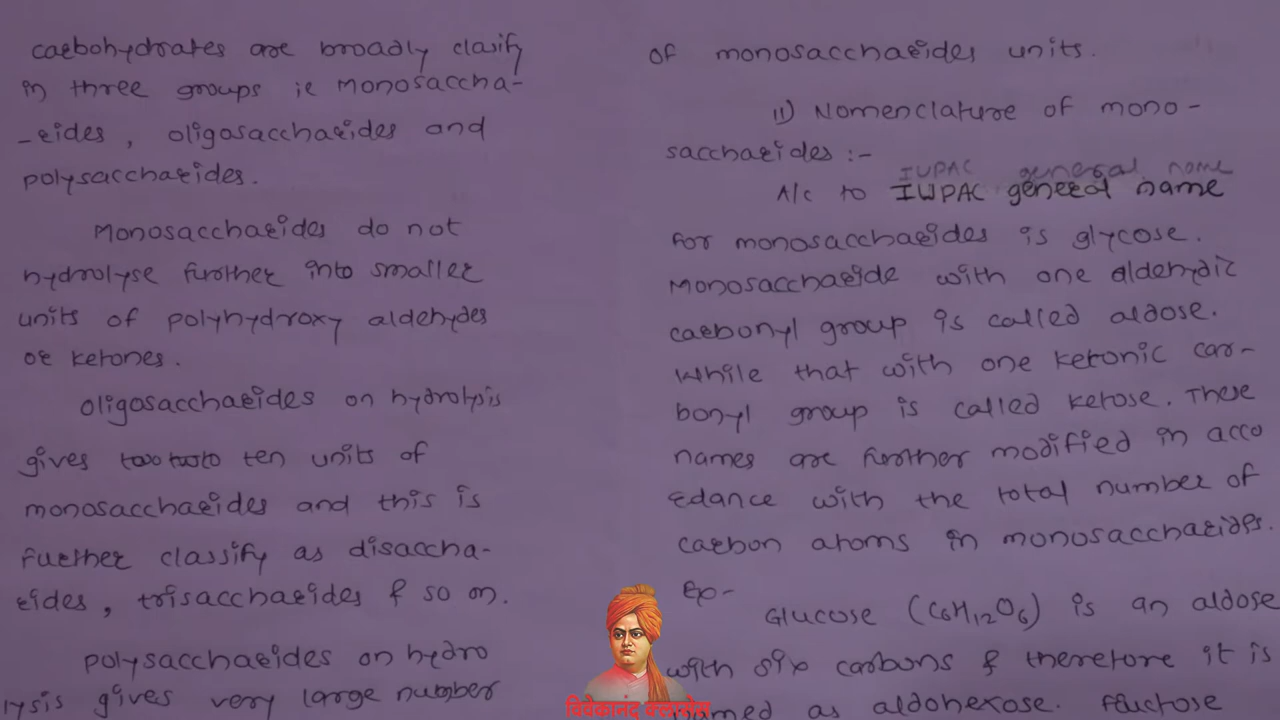 carbohydrates are broadly clasify
in three groups ie Monosaccha-
-rides, oligosaccharides and
polysaccharides.
Monosaccharides do not
hydrolyse further into smaller
units of polyhydroxy aldehydes
or ketones.
oligosaccharides on hydrolysis
gives ten units of
monosaccharides and this is
further classify as disaccha-
rides, trisaccharides & so on.
polysaccharides on hydro
lysis gives very large number
of monosaccharides units.
ii) Nomenclature of mono-
saccharides :-
IUPAC general name
A/c to IUPAC general name
for monosaccharides is glycose.
Monosaccharide with one aldehydic
carbonyl group is called aldose.
While that with one ketonic car-
bonyl group is called ketose. These
names are further modified in acco
rdance with the total number of
carbon atoms in monosaccharides.
Glucose (C6H12O6) is an aldose
with six carbons & therefore it is
named as aldohexose. fructose
विवेकानंद क्लासेस